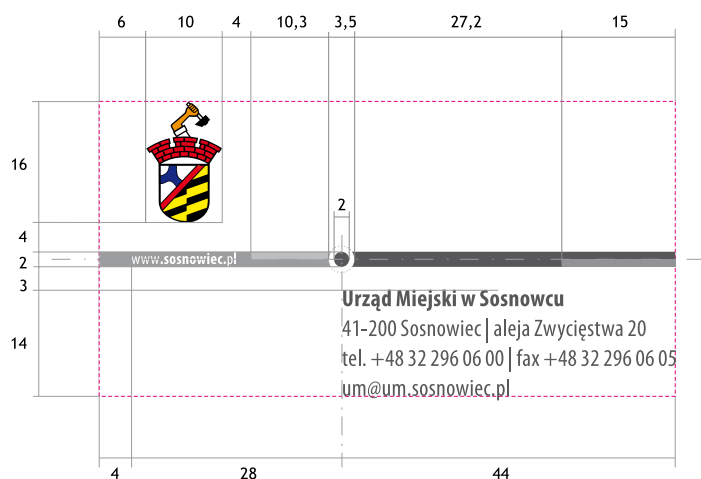 6 10 4 10,3 3,5 27,2 15
16
2
4
www.sosnowiec.pl
2
3
Urząd Miejski w Sosnowcu
41-200 Sosnowiec | aleja Zwycięstwa 20
14
tel. +48 32 296 06 00 | fax +48 32 296 06 05
um@um.sosnowiec.pl
4 28 44